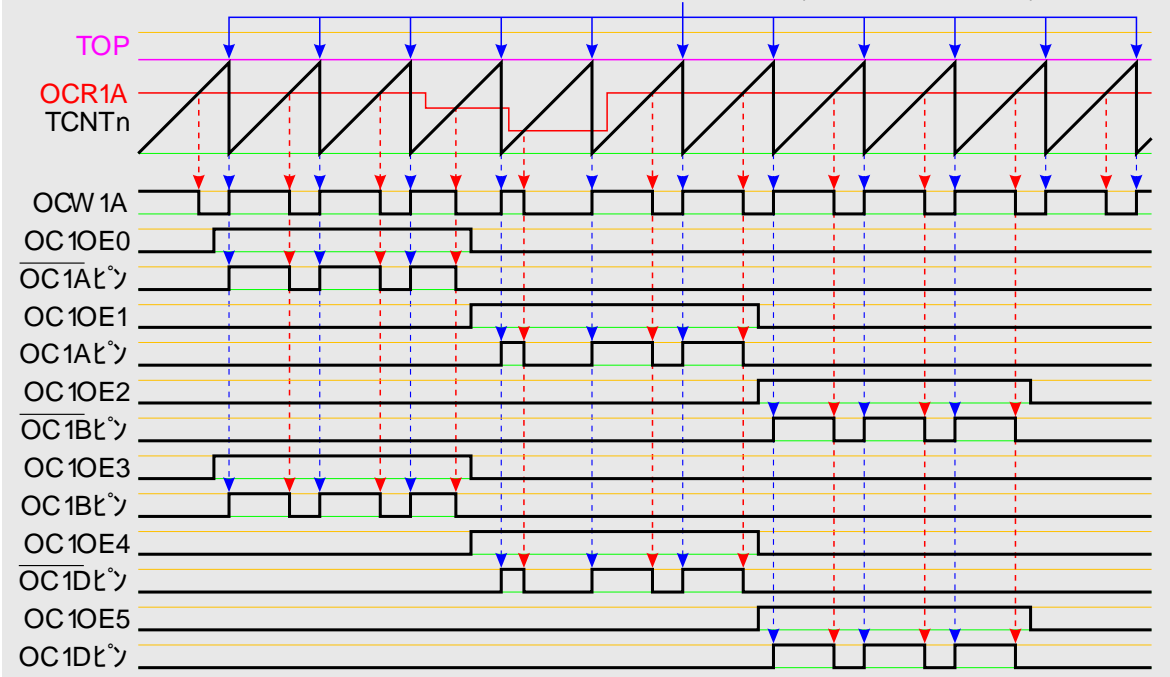 TOP
OCR1A
TCNTn
OCW1A
OC1OE0
OC1Aピン
OC1OE1
OC1Aピン
OC1OE2
OC1Bピン
OC1OE3
OC1Bピン
OC1OE4
OC1Dピン
OC1OE5
OC1Dピン